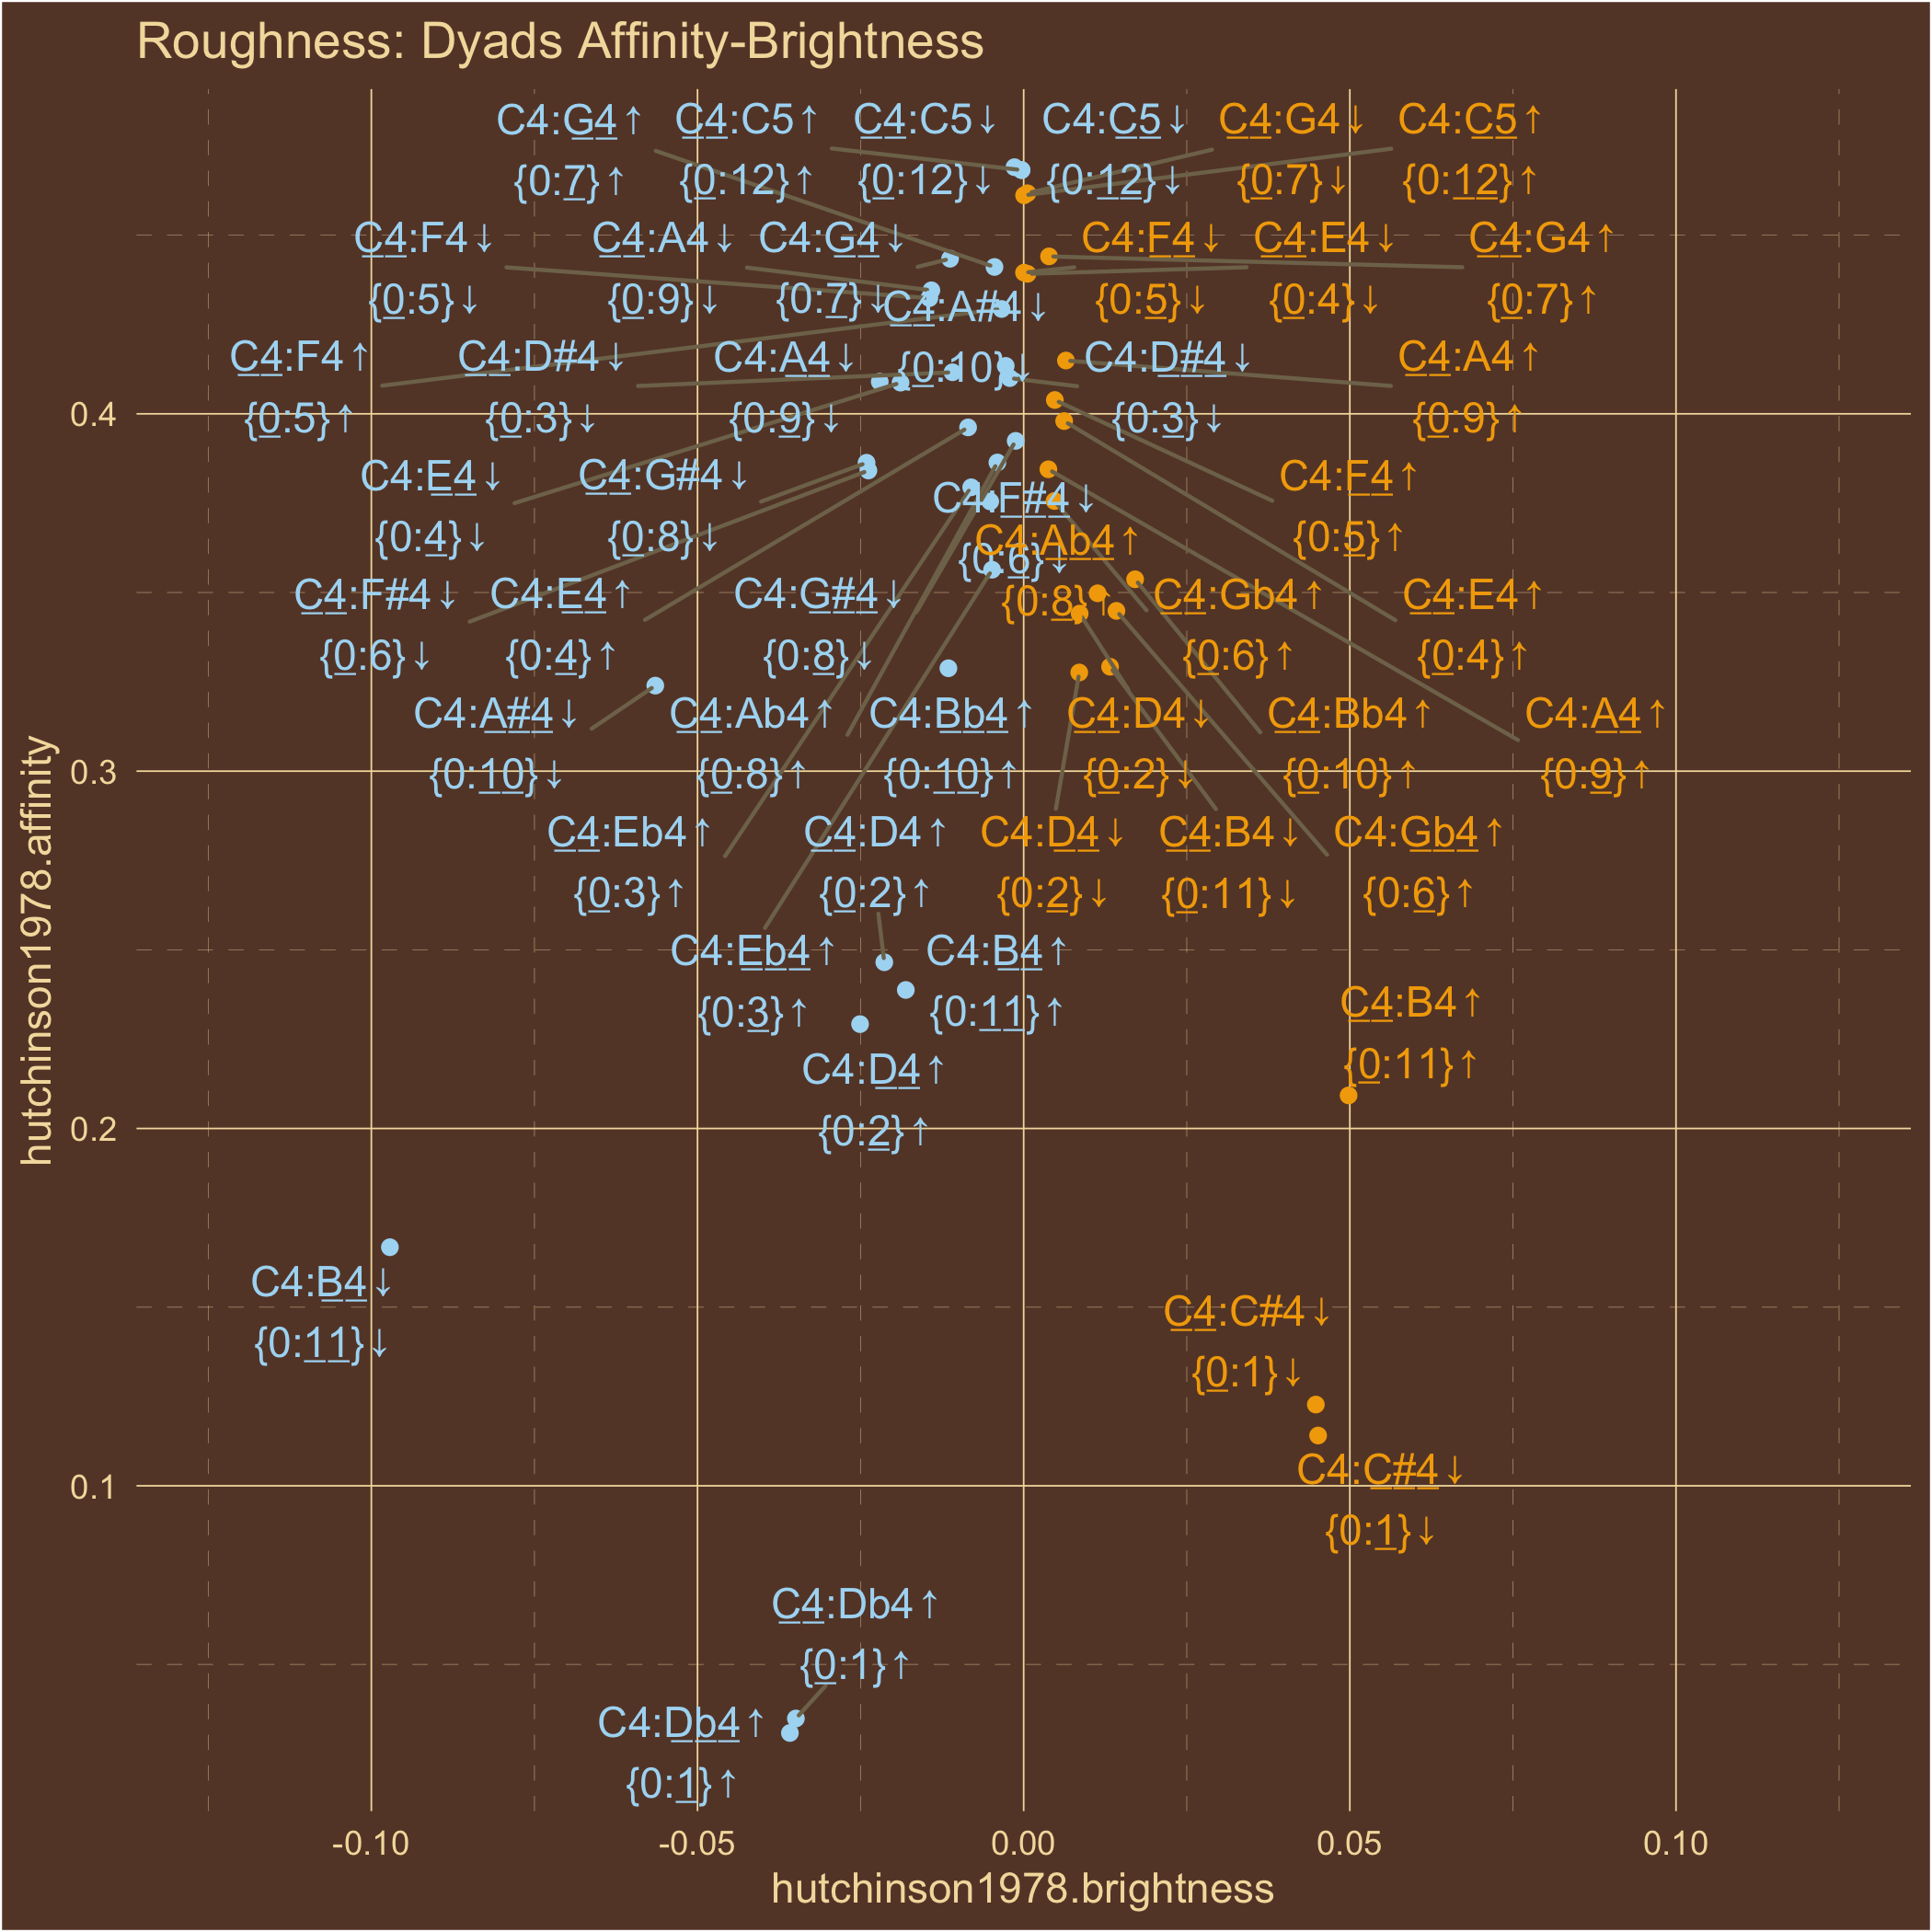 Roughness: Dyads Affinity-Brightness
C4:G4↑ C4:C5↑ C4:C5↓ C4:C5↓ C4:G4↓ C4:C5↑
{0:7}↑ {0:12}↑ {0:12}↓ {0:12}↓ {0:7}↓ {0:12}↑
C4:F4↓ C4:A4↓ C4:G4↓ C4:F4↓ C4:E4↓ C4:G4↑
{0:5}↓ {0:9}↓ {0:7}↓ {0:5}↓ {0:4}↓ {0:7}↑
C4:A#4↓
{0:10}↓
C4:F4↑ C4:D#4↓ C4:A4↓ C4:D#4↓ C4:A4↑
{0:5}↑ {0:3}↓ {0:9}↓ {0:3}↓ {0:9}↑
0.4
C4:E4↓ C4:G#4↓ C4:F#4↓ C4:F4↑
{0:4}↓ {0:8}↓ {0:6}↓ {0:5}↑
C4:Ab4↑
{0:8}↑
C4:F#4↓ C4:E4↑ C4:G#4↓ C4:Gb4↑ C4:E4↑
{0:6}↓ {0:4}↑ {0:8}↓ {0:6}↑ {0:4}↑
C4:A#4↓ C4:Ab4↑ C4:Bb4↑ C4:D4↓ C4:Bb4↑ C4:A4↑
{0:10}↓ {0:8}↑ {0:10}↑ {0:2}↓ {0:10}↑ {0:9}↑
0.3
C4:Eb4↑ C4:D4↑ C4:D4↓ C4:B4↓ C4:Gb4↑
{0:3}↑ {0:2}↑ {0:2}↓ {0:11}↓ {0:6}↑
C4:Eb4↑ C4:B4↑
{0:3}↑ {0:11}↑
C4:B4↑
{0:11}↑
C4:D4↑
{0:2}↑
0.2
C4:B4↓
{0:11}↓
C4:C#4↓
{0:1}↓
0.1
C4:C#4↓
{0:1}↓
C4:Db4↑
{0:1}↑
C4:Db4↑
{0:1}↑
-0.10 -0.05 0.00 0.05 0.10
hutchinson1978.brightness
hutchinson1978.affinity